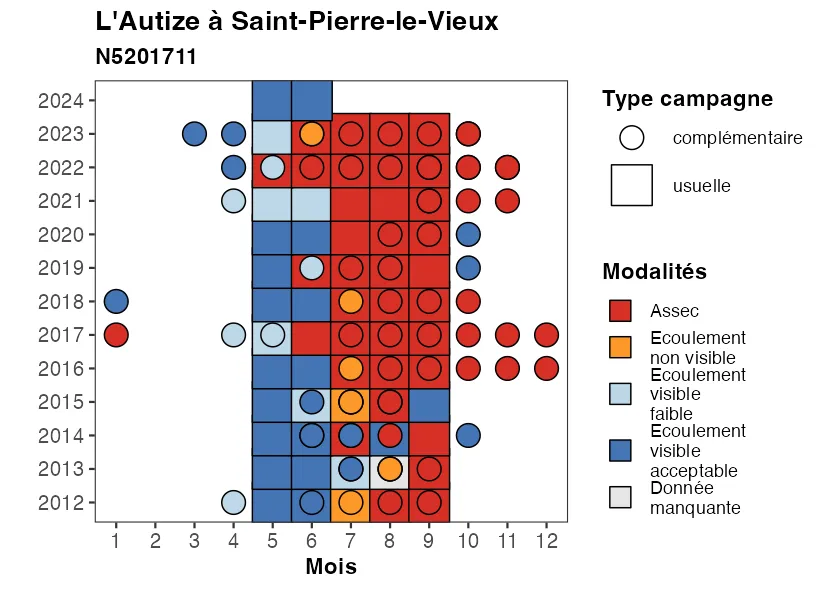 L'Autize à Saint-Pierre-le-Vieux
N5201711
2024
2023
2022
2021
2020
2019
2018
2017
2016
2015
2014
2013
2012
1 2 3 4 5 6 7 8 9 10 11 12
Mois
Type campagne
complémentaire
usuelle
Modalités
Assec
Ecoulement
non visible
Ecoulement
visible
faible
Ecoulement
visible
acceptable
Donnée
manquante